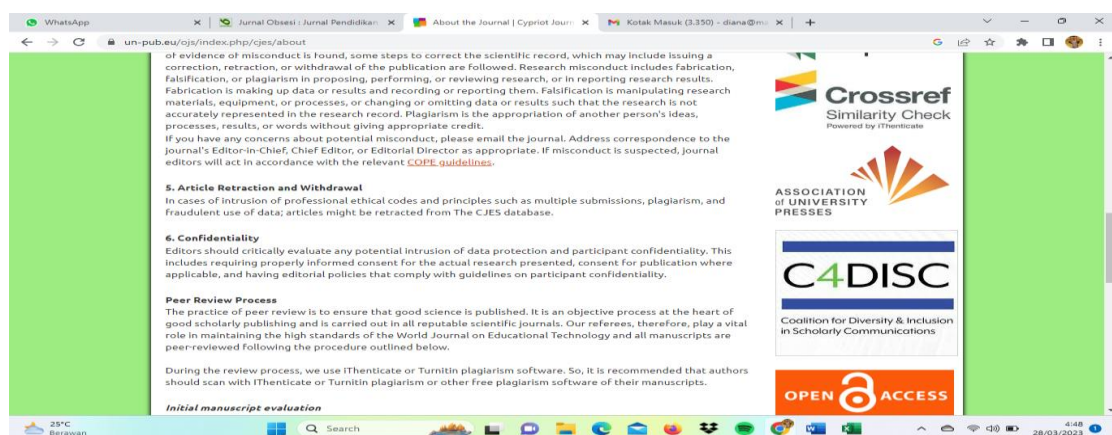 WhatsApp
Jurnal Obsesi : Jurnal Pendidikan
About the Journal | Cypriot Journ
Kotak Masuk (3.350) - diana@m
un-pub.eu/ojs/index.php/cjes/about
of evidence of misconduct is found, some steps to correct the scientific record, which may include issuing a
correction, retraction, or withdrawal of the publication are followed. Research misconduct includes fabrication,
falsification, or plagiarism in proposing, performing, or reviewing research, or in reporting research results.
Fabrication is making up data or results and recording or reporting them. Falsification is manipulating research
materials, equipment, or processes, or changing or omitting data or results such that the research is not
accurately represented in the research record. Plagiarism is the appropriation of another person's ideas,
processes, results, or words without giving appropriate credit.
If you have any concerns about potential misconduct, please email the journal. Address correspondence to the
journal's Editor-in-Chief, Chief Editor, or Editorial Director as appropriate. If misconduct is suspected, journal
editors will act in accordance with the relevant COPE guidelines.
5. Article Retraction and Withdrawal
In cases of intrusion of professional ethical codes and principles such as multiple submissions, plagiarism, and
fraudulent use of data; articles might be retracted from The CJES database.
6. Confidentiality
Editors should critically evaluate any potential intrusion of data protection and participant confidentiality. This
includes requiring properly informed consent for the actual research presented, consent for publication where
applicable, and having editorial policies that comply with guidelines on participant confidentiality.
Peer Review Process
The practice of peer review is to ensure that good science is published. It is an objective process at the heart of
good scholarly publishing and is carried out in all reputable scientific journals. Our referees, therefore, play a vital
role in maintaining the high standards of the World Journal on Educational Technology and all manuscripts are
peer-reviewed following the procedure outlined below.
During the review process, we use iThenticate or Turnitin plagiarism software. So, it is recommended that authors
should scan with IThenticate or Turnitin plagiarism or other free plagiarism software of their manuscripts.
Initial manuscript evaluation
Crossref
Similarity Check
Powered by iThenticate
ASSOCIATION
of UNIVERSITY
PRESSES
C4DISC
Coalition for Diversity & Inclusion
in Scholarly Communications
OPEN ACCESS
25°C
Berawan
Search
4:48
28/03/2023